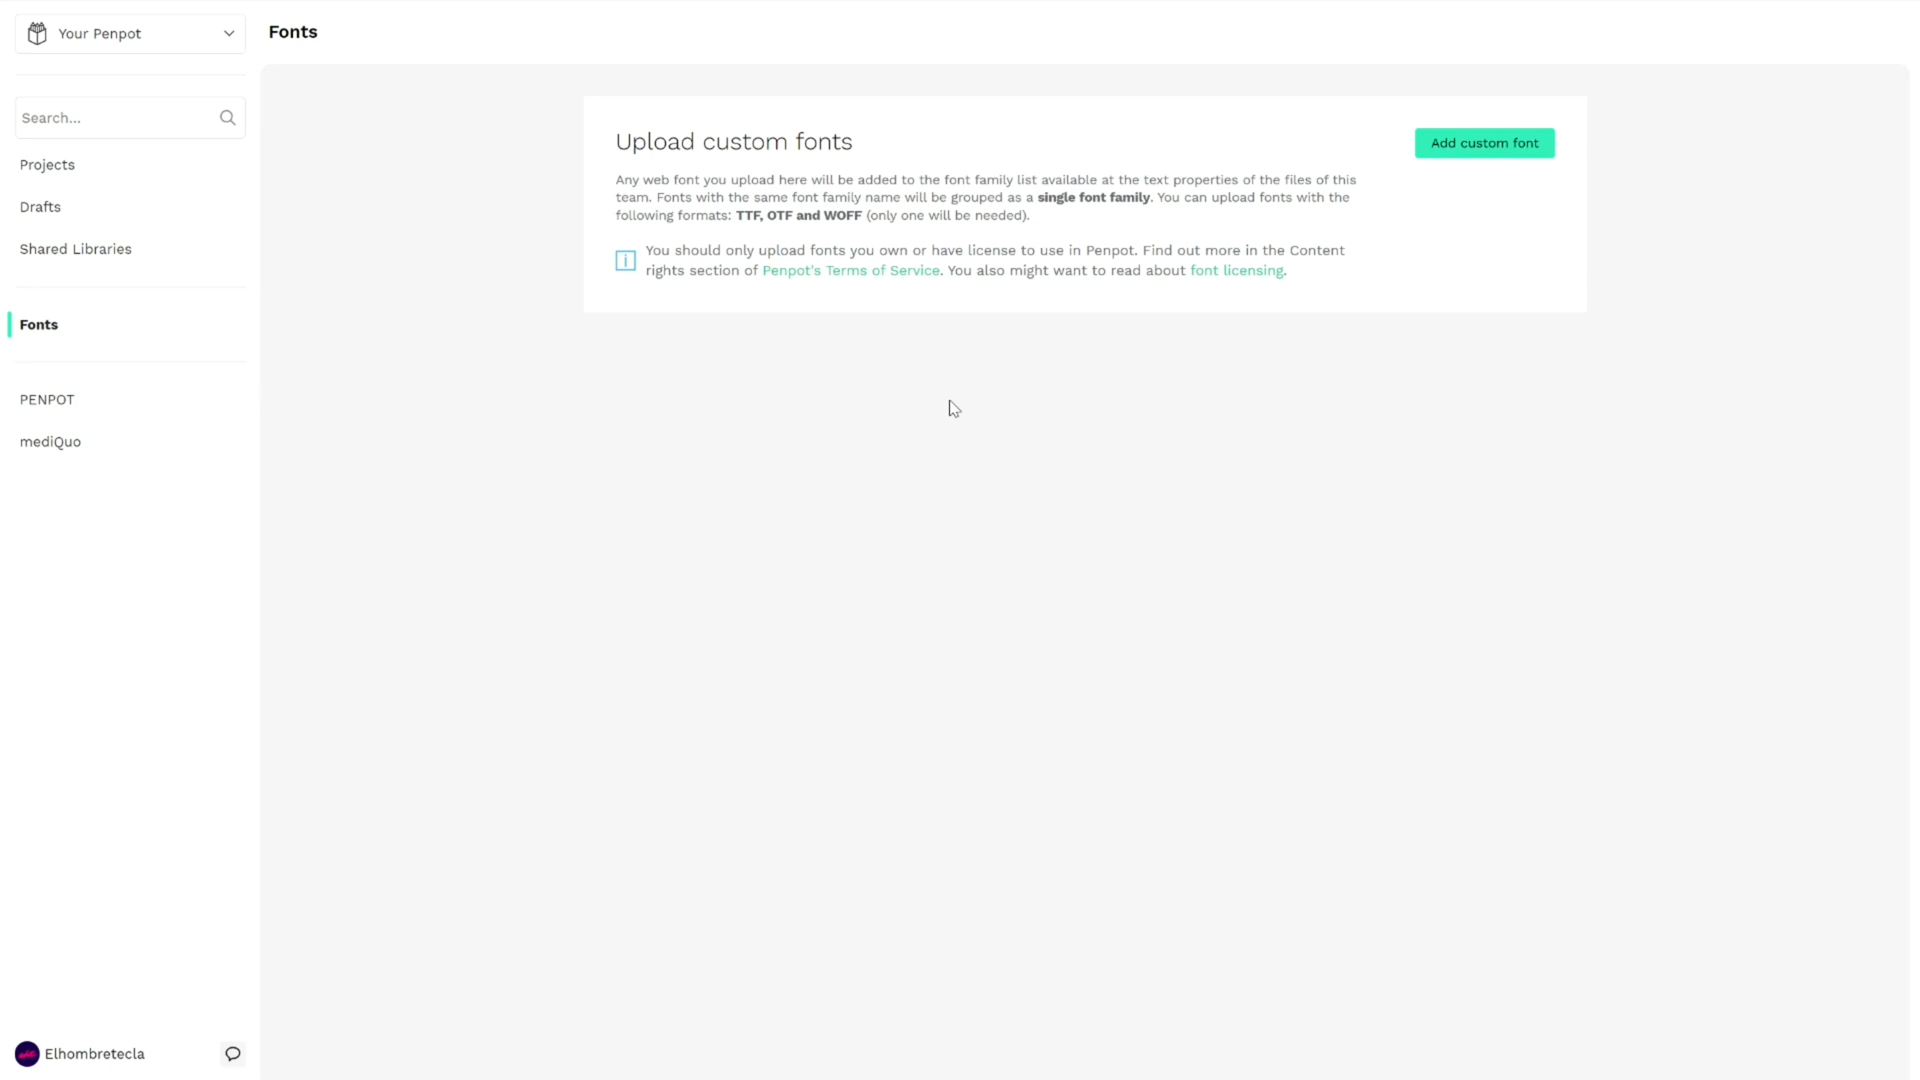 Your Penpot
Fonts
Search...
Projects
Drafts
Shared Libraries
Fonts
PENPOT
mediQuo
Upload custom fonts
Add custom font
Any web font you upload here will be added to the font family list available at the text properties of the files of this
team. Fonts with the same font family name will be grouped as a single font family. You can upload fonts with the
following formats: TTF, OTF and WOFF (only one will be needed).
You should only upload fonts you own or have license to use in Penpot. Find out more in the Content
rights section of Penpot's Terms of Service. You also might want to read about font licensing.
Elhombretecla